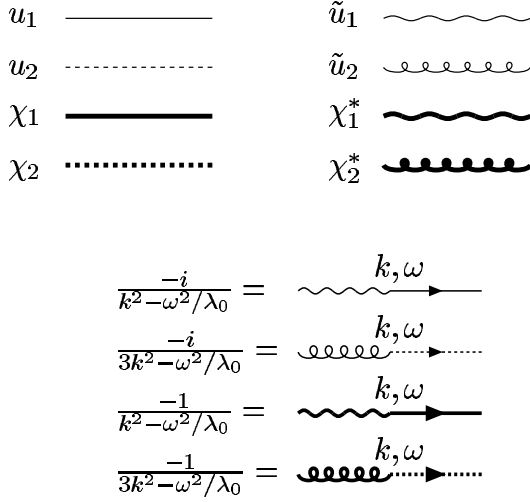 u₁ ũ₁
u₂ ũ₂
χ₁ χ₁*
χ₂ χ₂*
k, ω
-i/(k²-ω²/λ₀) =
k, ω
-i/(3k²-ω²/λ₀) =
k, ω
-1/(k²-ω²/λ₀) =
k, ω
-1/(3k²-ω²/λ₀) =